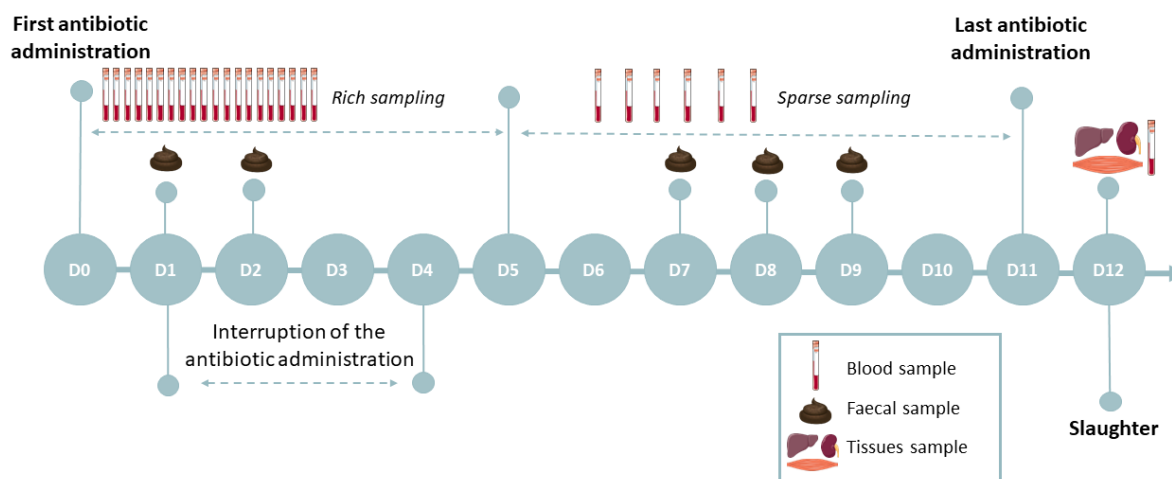 First antibiotic
administration
Last antibiotic
administration
Rich sampling
Sparse sampling
D0 D1 D2 D3 D4 D5 D6 D7 D8 D9 D10 D11 D12
Interruption of the
antibiotic administration
Blood sample
Faecal sample
Tissues sample
Slaughter